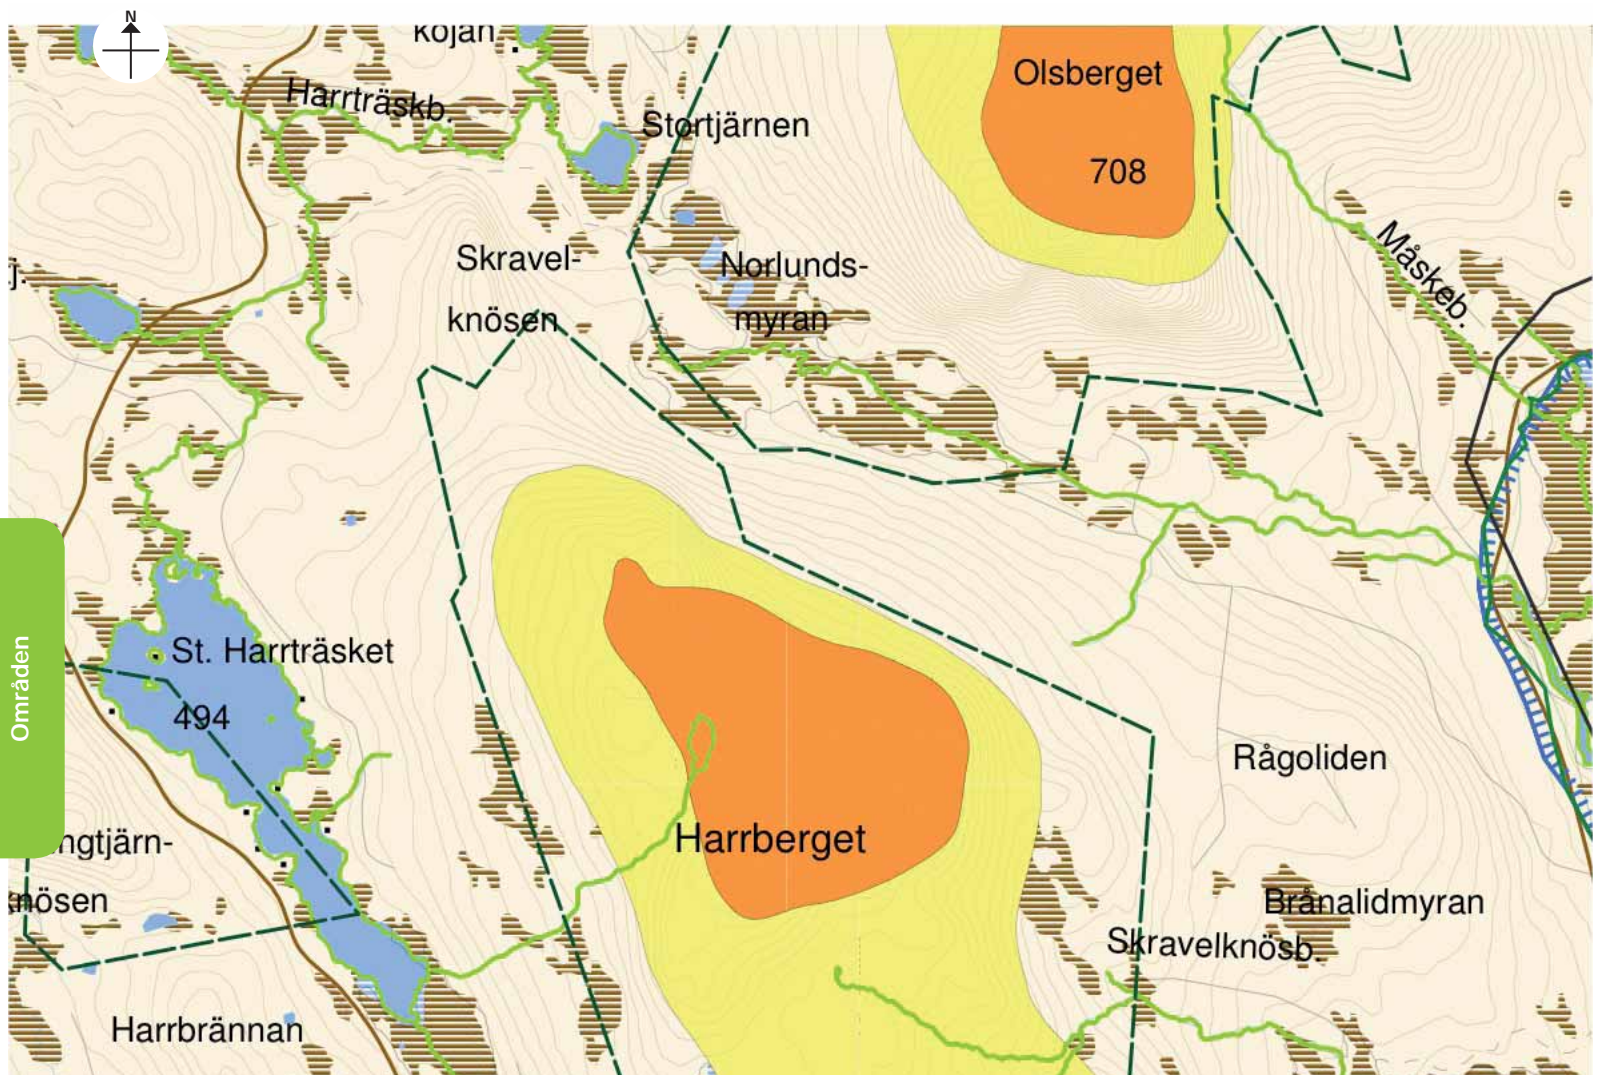 N
kojan
Harrträskb.
Olsberget
Stortjärnen
708
Skravel-
knösen
Norlunds-
myran
Måskeb.
j.
St. Harrträsket
494
Områden
Rågoliden
Harrberget
ngtjärn-
knösen
Brånalidmyran
Skravelknösb.
Harrbrännan